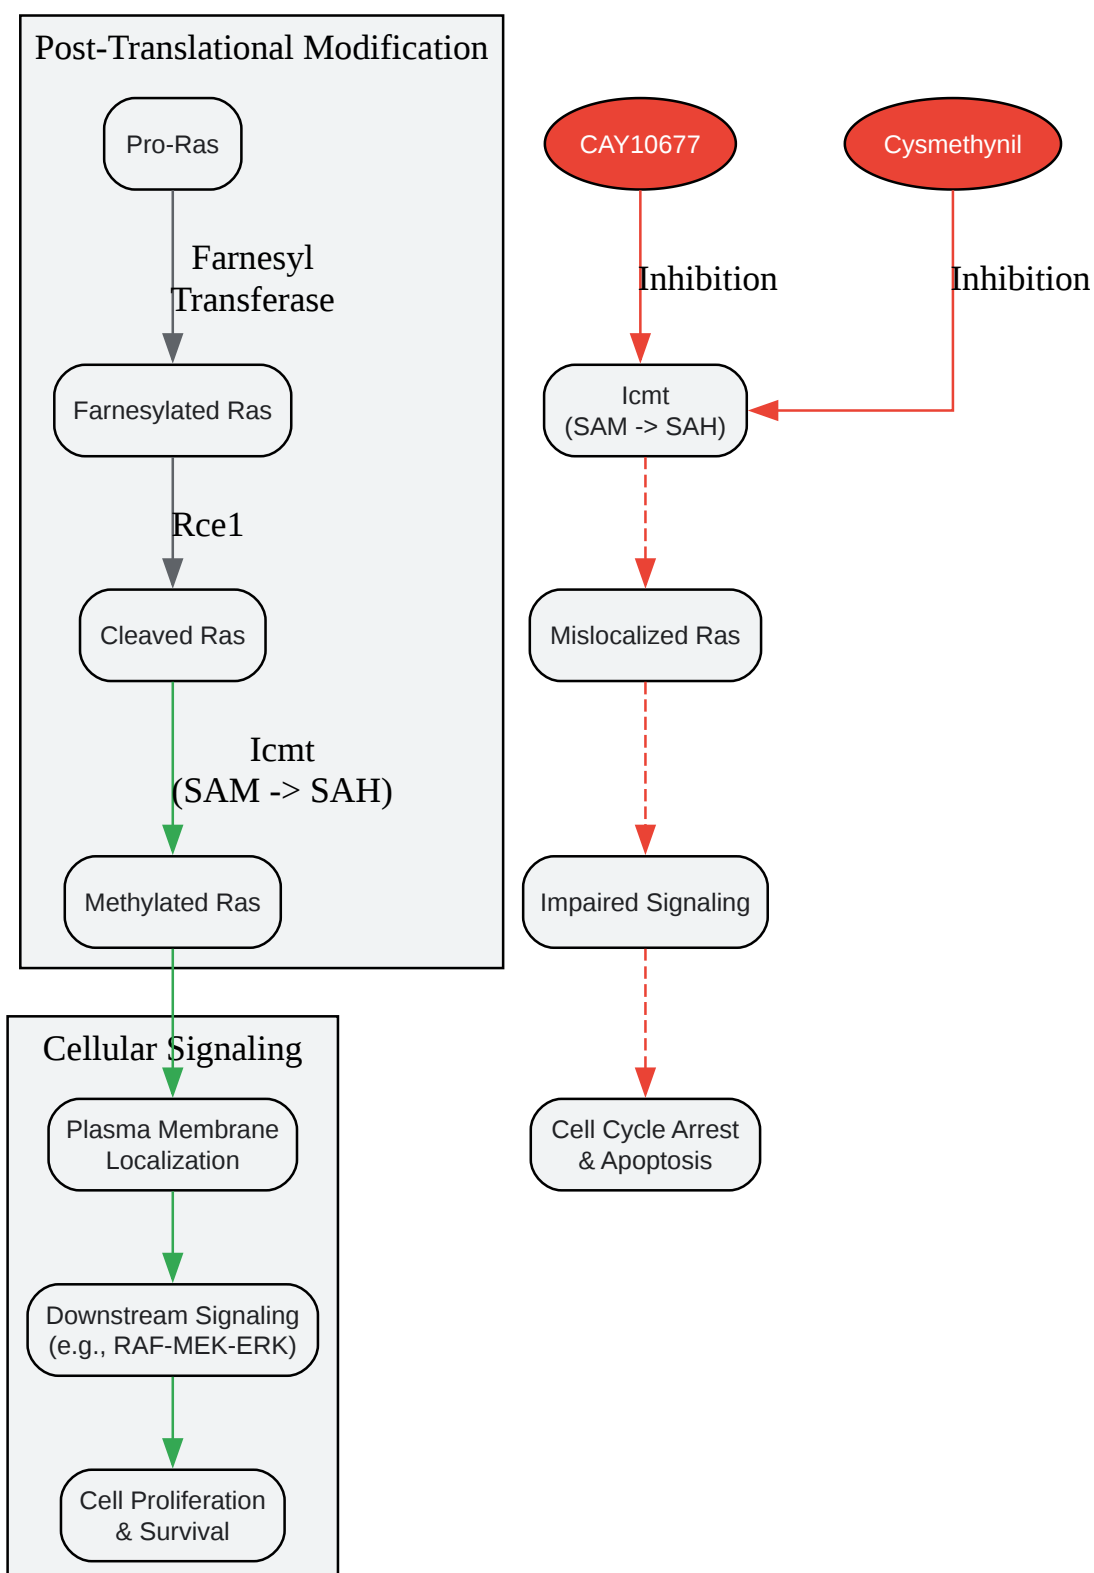 Post-Translational Modification
Pro-Ras
Farnesyl
Transferase
Farnesylated Ras
Rce1
Cleaved Ras
Icmt
(SAM -> SAH)
Methylated Ras
Cellular Signaling
Plasma Membrane
Localization
Downstream Signaling
(e.g., RAF-MEK-ERK)
Cell Proliferation
& Survival
CAY10677
Cysmethynil
Inhibition
Inhibition
Icmt
(SAM -> SAH)
Mislocalized Ras
Impaired Signaling
Cell Cycle Arrest
& Apoptosis